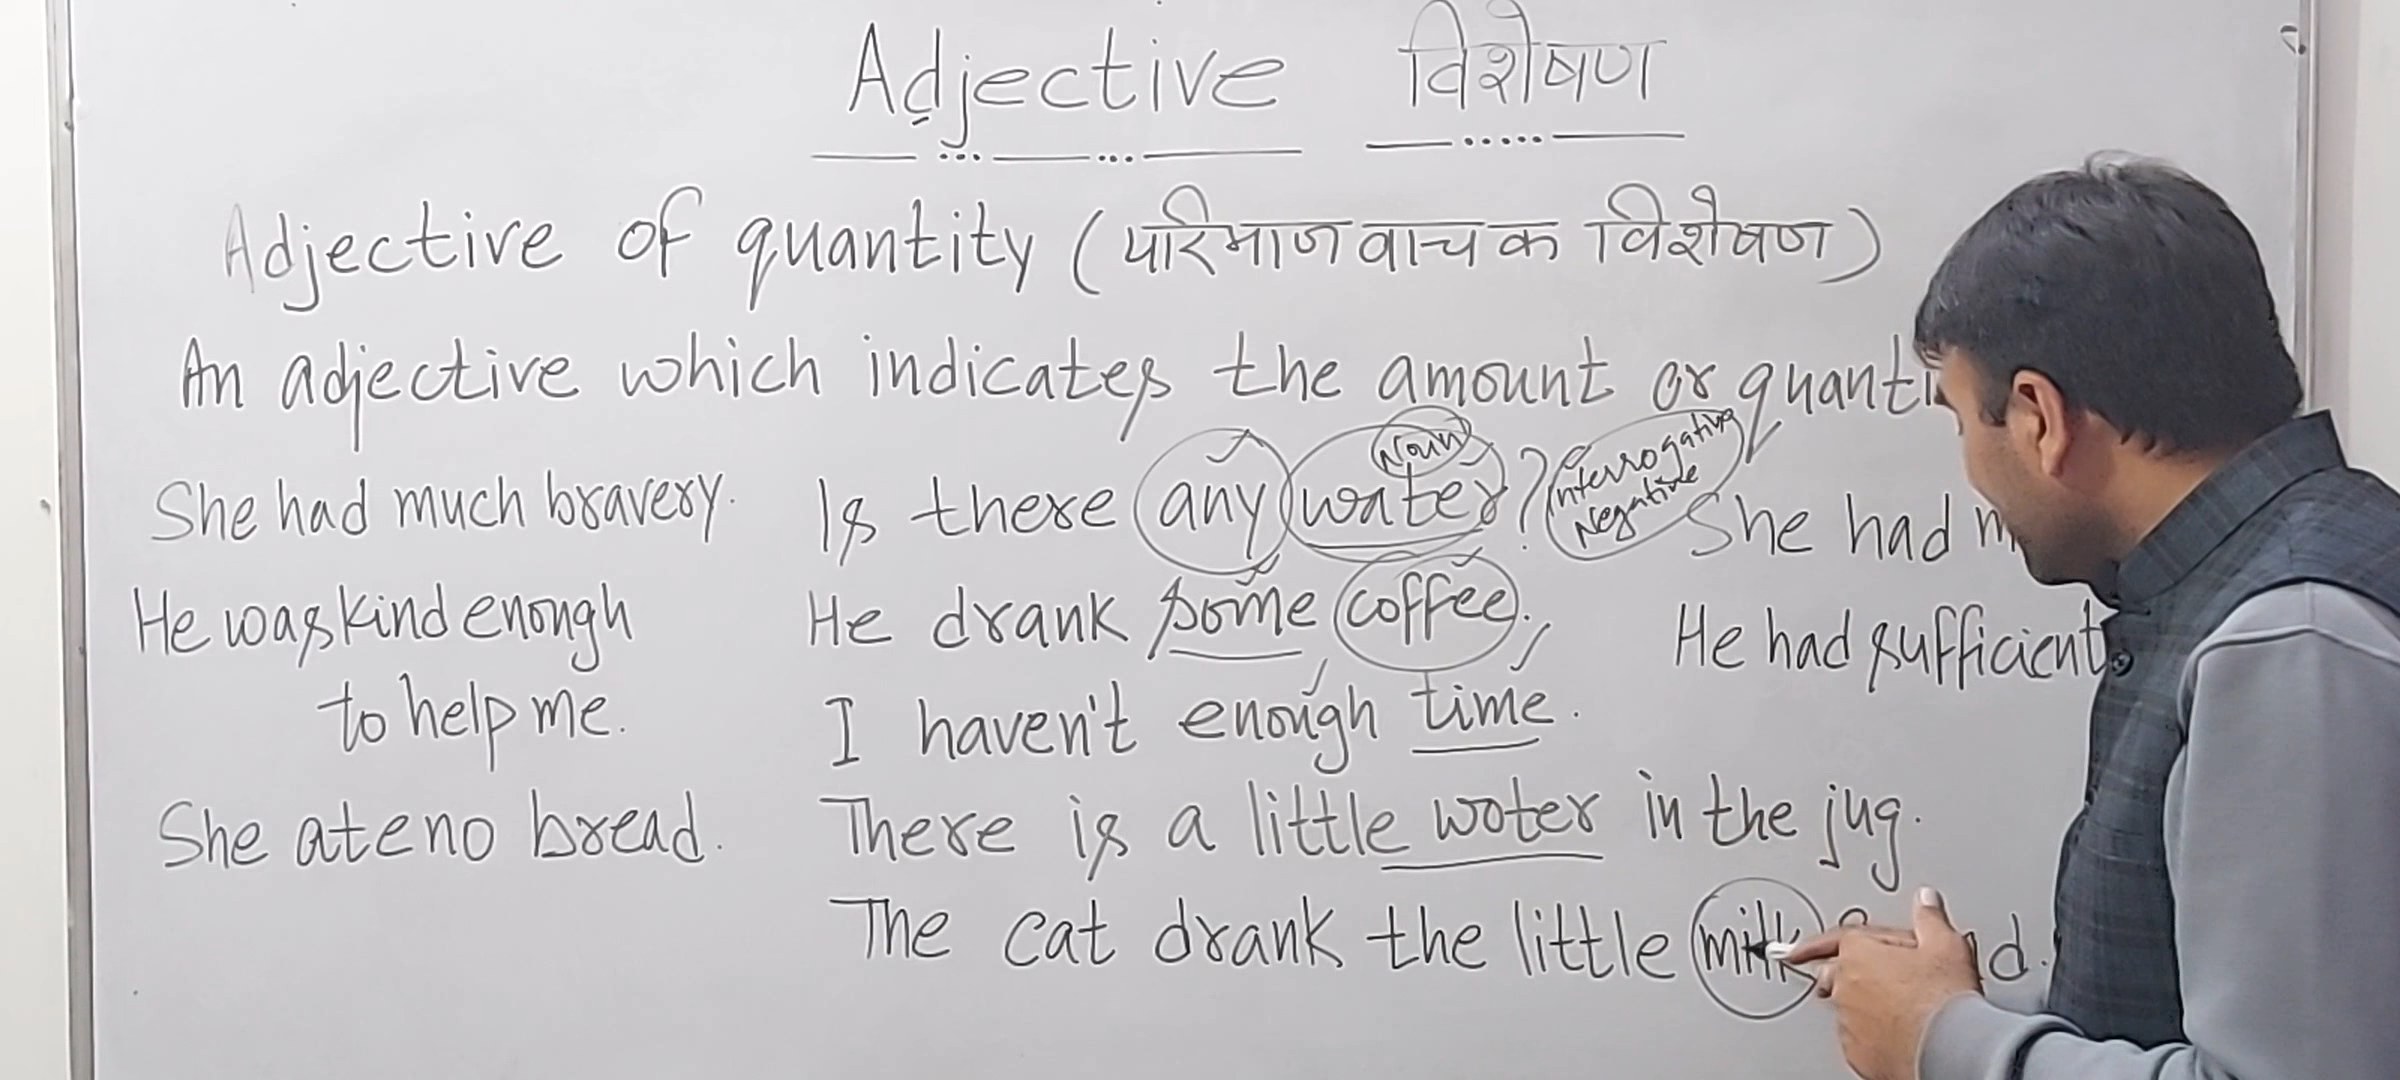 Adjective विशेषण
Adjective of quantity (परिमाणवाचक विशेषण)
An adjective which indicates the amount or quanti
She had much bravery.
He was kind enough
to help me.
She ate no bread.
Noun
Is there any water?
Interrogative
Negative
He drank some coffee.
I haven't enough time.
There is a little woter in the jug.
The cat drank the little milk
She had
He had sufficient